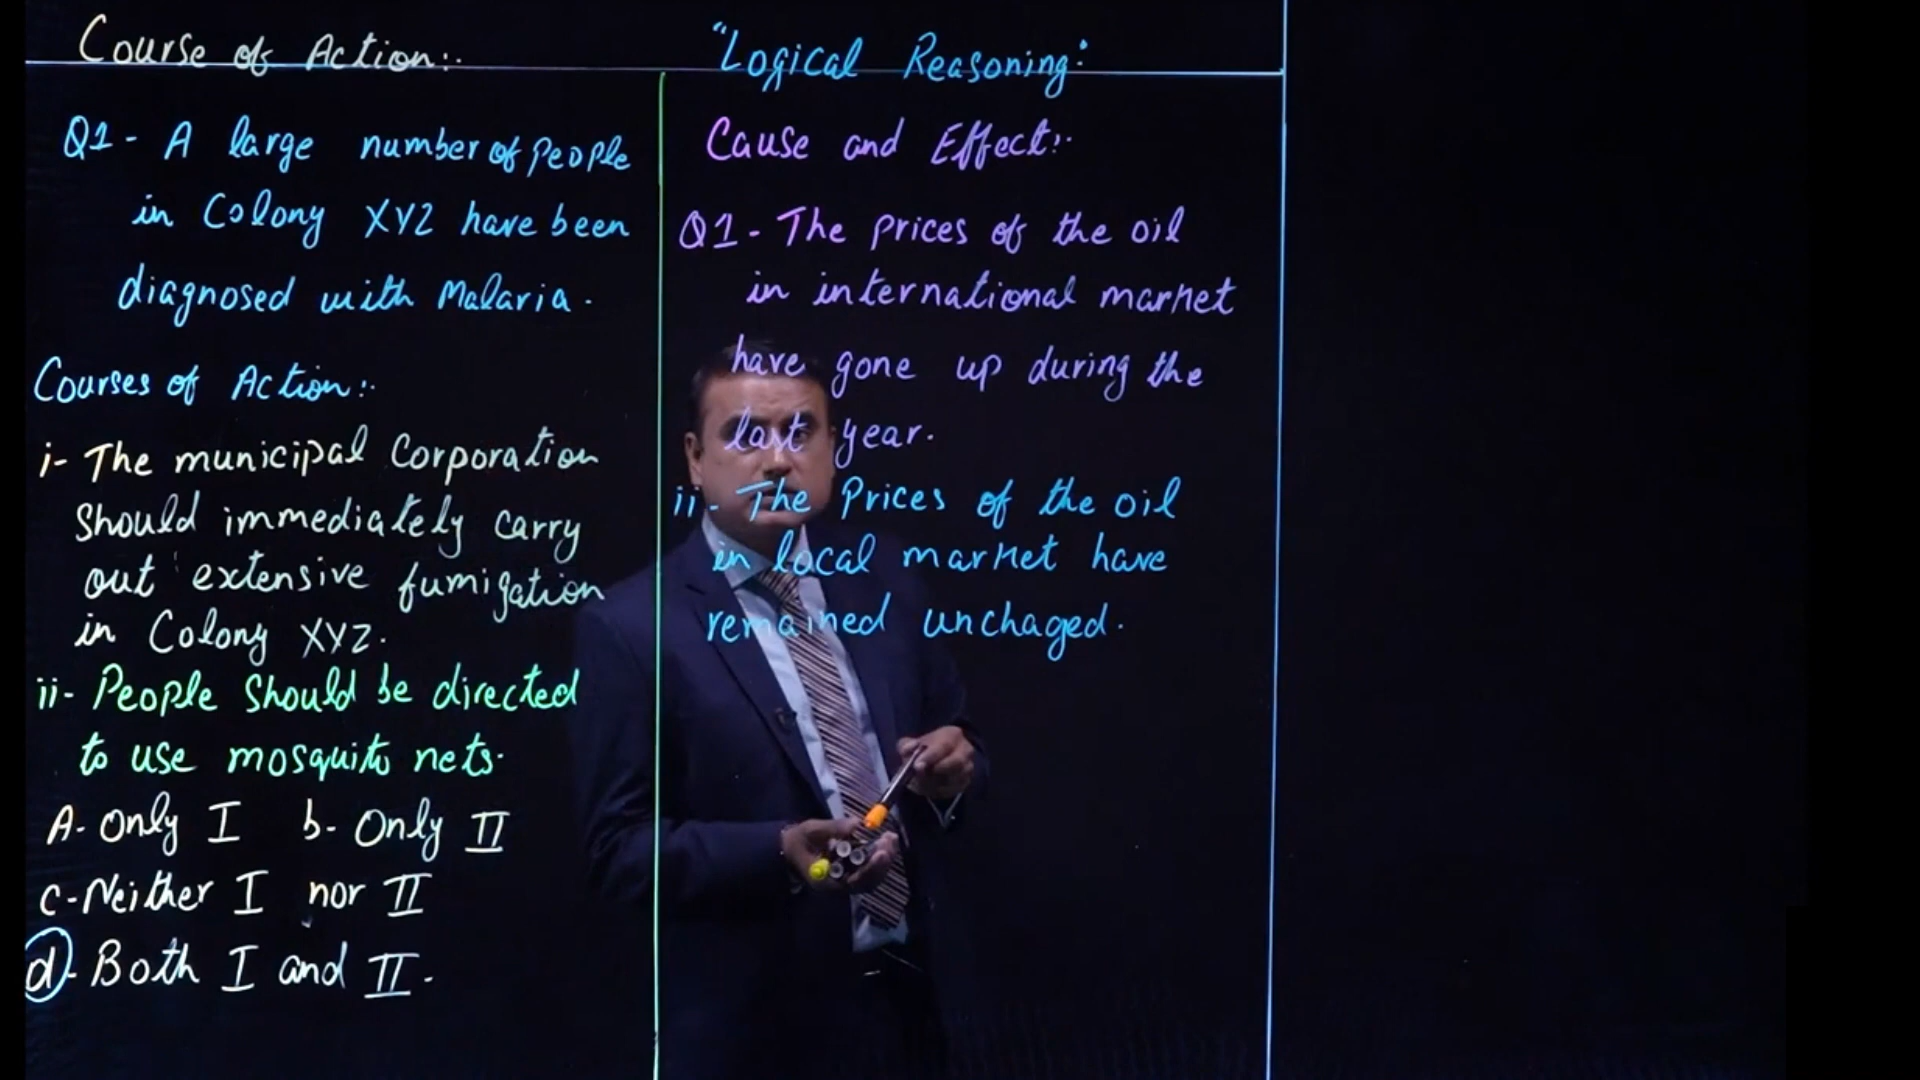 Course of Action:.
"Logical Reasoning:
Q1- A large number of people
in Colony XYZ have been
diagnosed with Malaria.
Courses of Action:.
i- The municipal Corporation
Should immediately carry
out extensive fumigation
in Colony XYZ.
ii- People Should be directed
to use mosquito nets.
A- Only I b- Only II
C- Neither I nor II
d- Both I and II.
Cause and Effect:.
Q1- The Prices of the oil
in international market
have gone up during the
last year.
ii- The Prices of the oil
in local market have
remained unchaged.